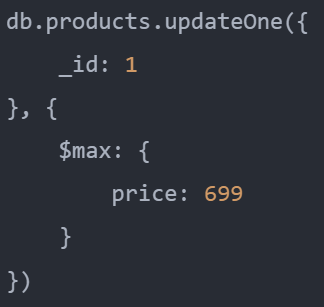 db.products.updateOne({
    _id: 1
}, {
    $max: {
        price: 699
    }
})